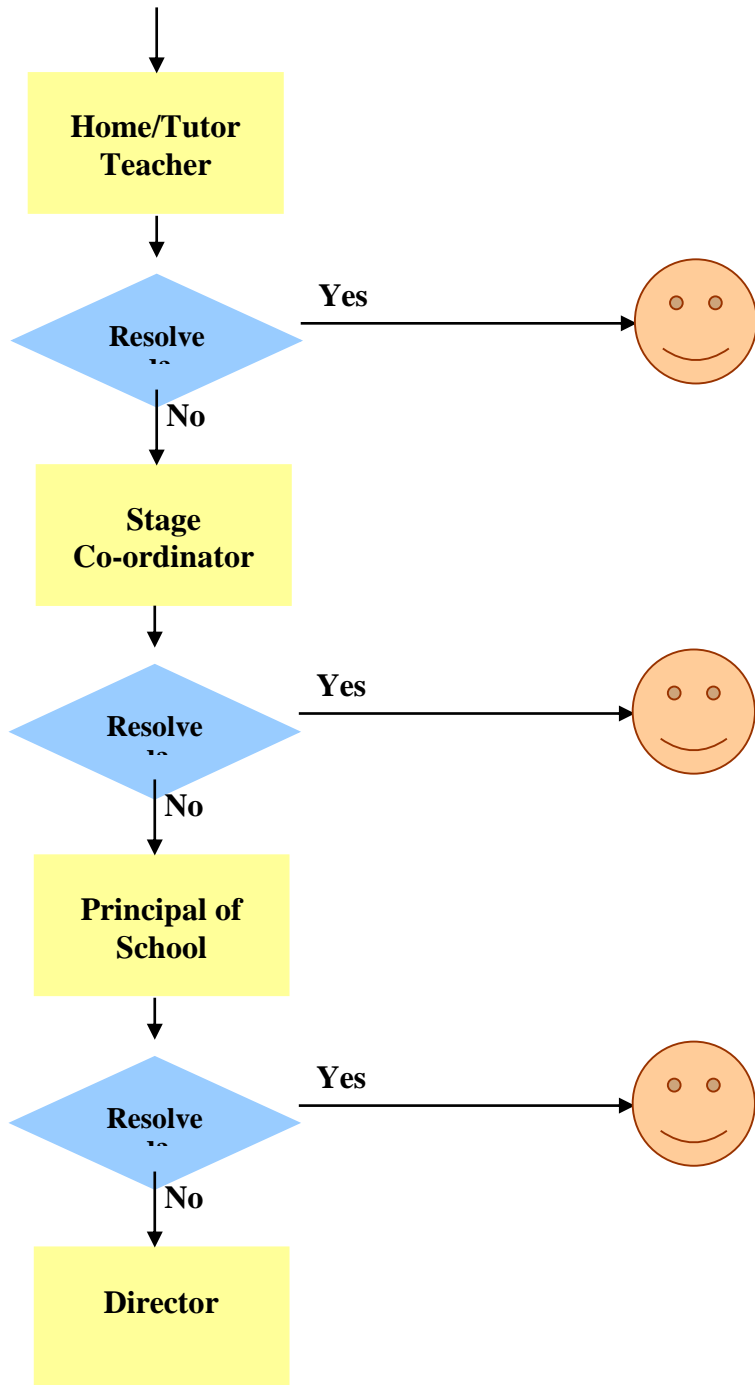 Home/Tutor
Teacher
Yes
Resolve
No
Stage
Co-ordinator
Yes
Resolve
No
Principal of
School
Yes
Resolve
No
Director